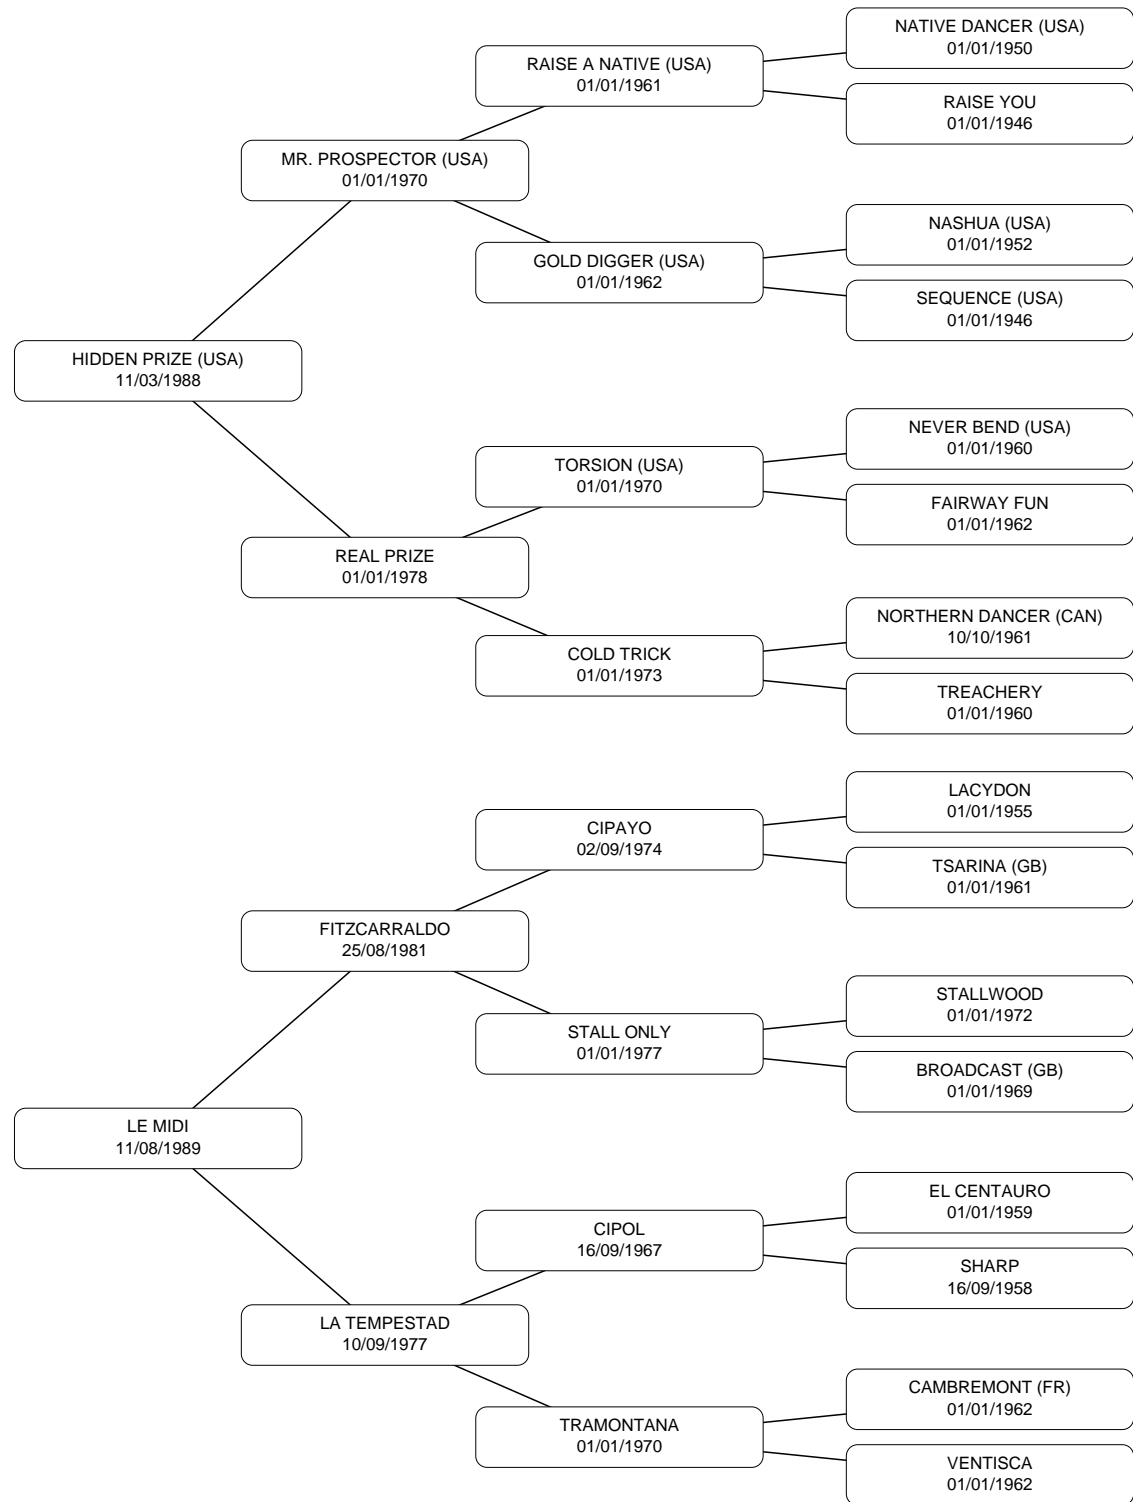 NATIVE DANCER (USA)
01/01/1950
RAISE A NATIVE (USA)
01/01/1961
RAISE YOU
01/01/1946
MR. PROSPECTOR (USA)
01/01/1970
NASHUA (USA)
01/01/1952
GOLD DIGGER (USA)
01/01/1962
SEQUENCE (USA)
01/01/1946
HIDDEN PRIZE (USA)
11/03/1988
NEVER BEND (USA)
01/01/1960
TORSION (USA)
01/01/1970
FAIRWAY FUN
01/01/1962
REAL PRIZE
01/01/1978
NORTHERN DANCER (CAN)
10/10/1961
COLD TRICK
01/01/1973
TREACHERY
01/01/1960
LACYDON
01/01/1955
CIPAYO
02/09/1974
TSARINA (GB)
01/01/1961
FITZCARRALDO
25/08/1981
STALLWOOD
01/01/1972
STALL ONLY
01/01/1977
BROADCAST (GB)
01/01/1969
LE MIDI
11/08/1989
EL CENTAURO
01/01/1959
CIPOL
16/09/1967
SHARP
16/09/1958
LA TEMPESTAD
10/09/1977
CAMBREMONT (FR)
01/01/1962
TRAMONTANA
01/01/1970
VENTISCA
01/01/1962